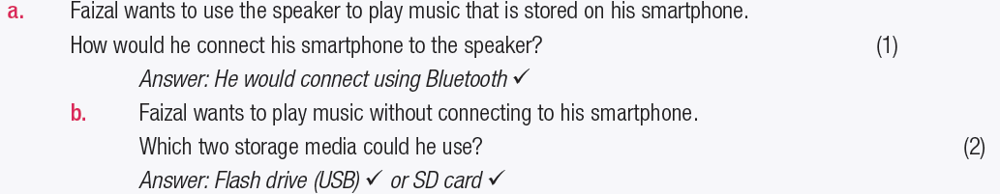 a. Faizal wants to use the speaker to play music that is stored on his smartphone.
How would he connect his smartphone to the speaker? (1)
Answer: He would connect using Bluetooth ✓
b. Faizal wants to play music without connecting to his smartphone.
Which two storage media could he use? (2)
Answer: Flash drive (USB) ✓ or SD card ✓